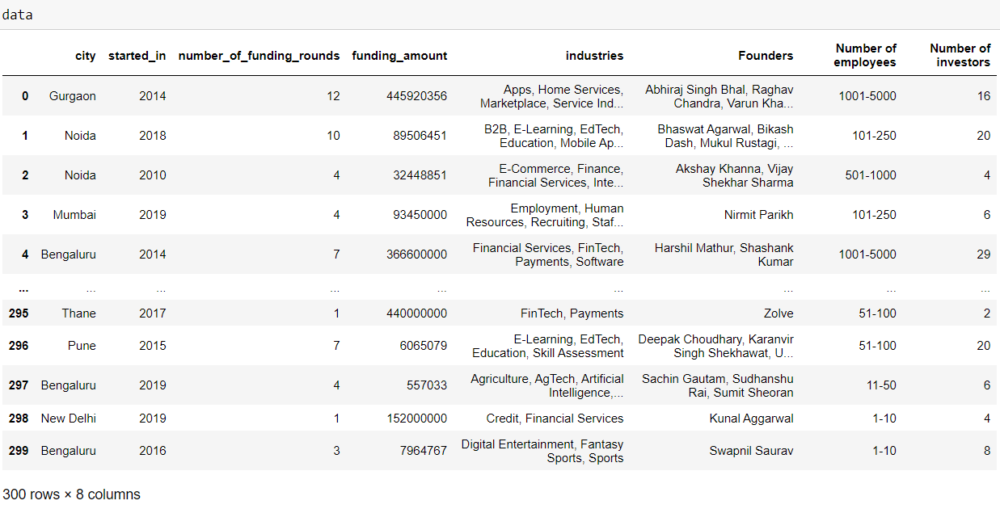 data
city started_in number_of_funding_rounds funding_amount industries Founders Number of employees Number of investors
0 Gurgaon 2014 12 445920356 Apps, Home Services, Marketplace, Service Ind... Abhiraj Singh Bhal, Raghav Chandra, Varun Kha... 1001-5000 16
1 Noida 2018 10 89506451 B2B, E-Learning, EdTech, Education, Mobile Ap... Bhaswat Agarwal, Bikash Dash, Mukul Rustagi, ... 101-250 20
2 Noida 2010 4 32448851 E-Commerce, Finance, Financial Services, Inte... Akshay Khanna, Vijay Shekhar Sharma 501-1000 4
3 Mumbai 2019 4 93450000 Employment, Human Resources, Recruiting, Staf... Nirmit Parikh 101-250 6
4 Bengaluru 2014 7 366600000 Financial Services, FinTech, Payments, Software Harshil Mathur, Shashank Kumar 1001-5000 29
... ... ... ... ... ... ... ... ...
295 Thane 2017 1 440000000 FinTech, Payments Zolve 51-100 2
296 Pune 2015 7 6065079 E-Learning, EdTech, Education, Skill Assessment Deepak Choudhary, Karanvir Singh Shekhawat, U... 51-100 20
297 Bengaluru 2019 4 557033 Agriculture, AgTech, Artificial Intelligence,... Sachin Gautam, Sudhanshu Rai, Sumit Sheoran 11-50 6
298 New Delhi 2019 1 152000000 Credit, Financial Services Kunal Aggarwal 1-10 4
299 Bengaluru 2016 3 7964767 Digital Entertainment, Fantasy Sports, Sports Swapnil Saurav 1-10 8
300 rows × 8 columns